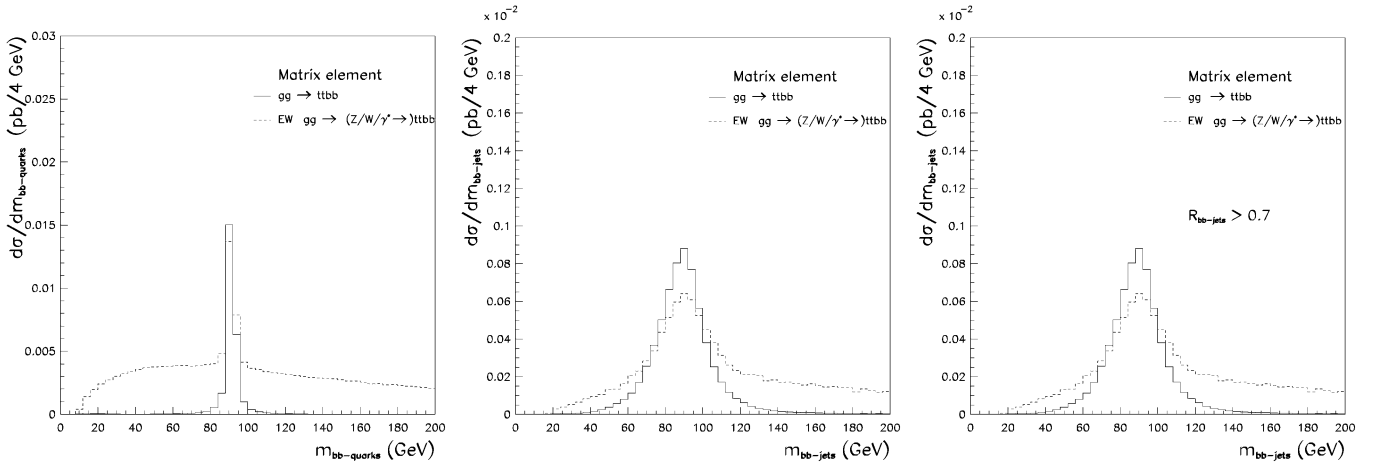 dσ/dm_bb-quarks (pb/4 GeV)
0.03
0.025
0.02
0.015
0.01
0.005
0
Matrix element
gg → ttbb
EW gg → (Z/W/γ* →)ttbb
0 20 40 60 80 100 120 140 160 180 200
m_bb-quarks (GeV)
x 10^-2
dσ/dm_bb-jets (pb/4 GeV)
0.2
0.18
0.16
0.14
0.12
0.1
0.08
0.06
0.04
0.02
0
Matrix element
gg → ttbb
EW gg → (Z/W/γ* →)ttbb
0 20 40 60 80 100 120 140 160 180 200
m_bb-jets (GeV)
x 10^-2
dσ/dm_bb-jets (pb/4 GeV)
0.2
0.18
0.16
0.14
0.12
0.1
0.08
0.06
0.04
0.02
0
Matrix element
gg → ttbb
EW gg → (Z/W/γ* →)ttbb
R_bb-jets > 0.7
0 20 40 60 80 100 120 140 160 180 200
m_bb-jets (GeV)